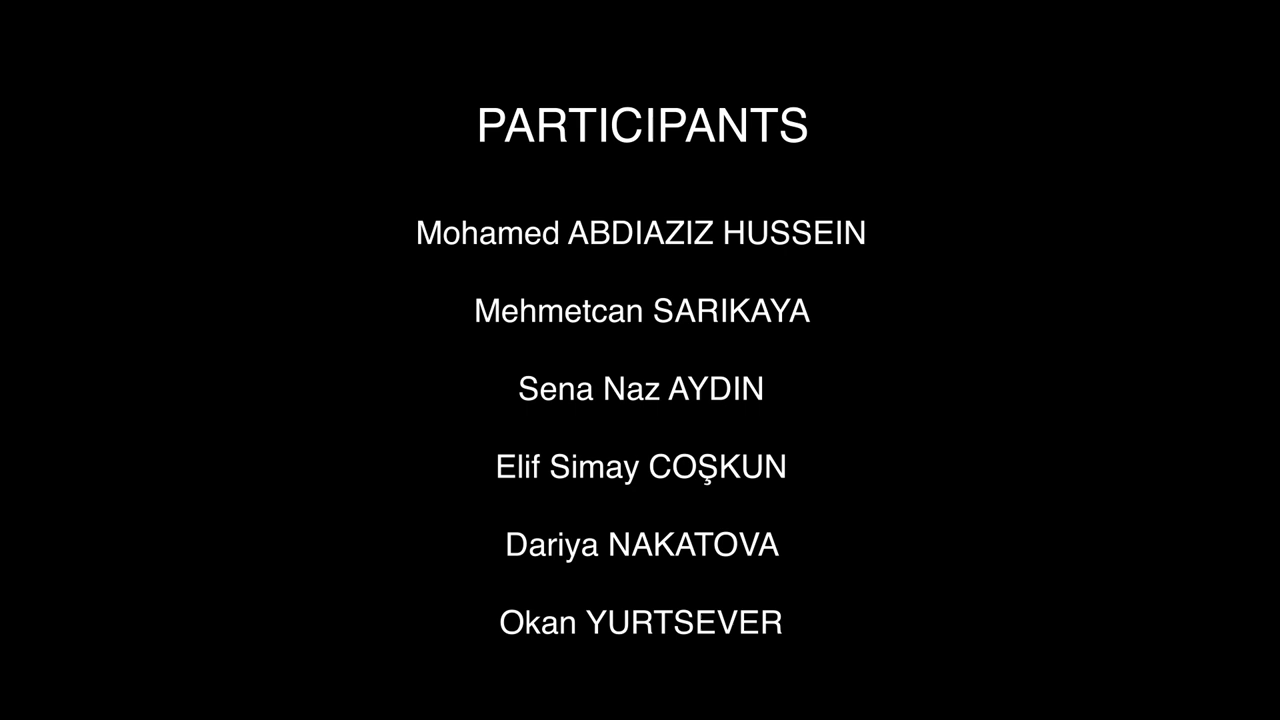 PARTICIPANTS
Mohamed ABDIAZIZ HUSSEIN
Mehmetcan SARIKAYA
Sena Naz AYDIN
Elif Simay COŞKUN
Dariya NAKATOVA
Okan YURTSEVER